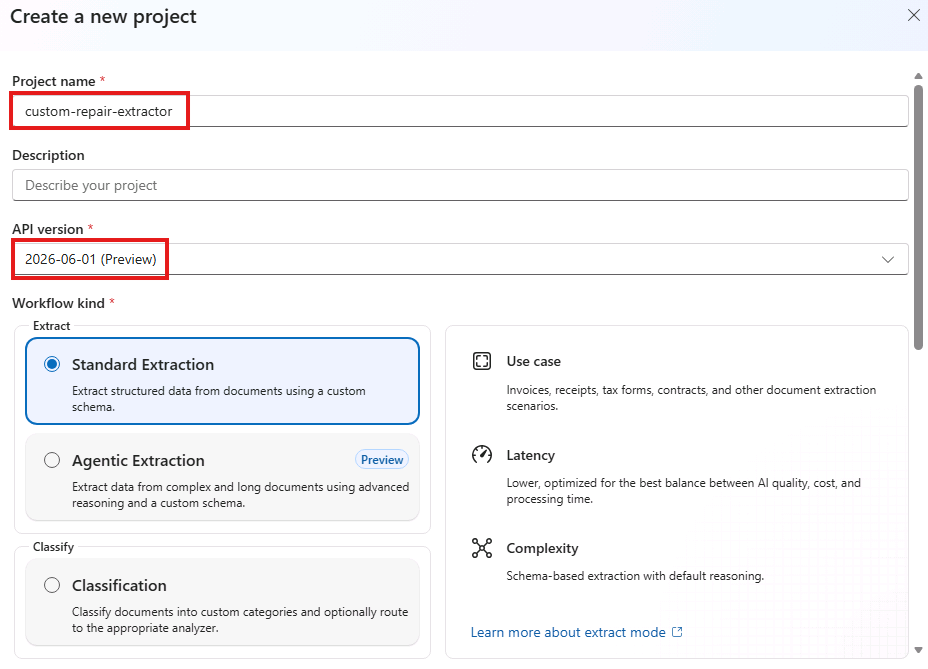 Create a new project
Project name *
custom-repair-extractor
Description
Describe your project
API version *
2026-06-01 (Preview)
Workflow kind *
Extract
Standard Extraction
Extract structured data from documents using a custom
schema.
Agentic Extraction
Preview
Extract data from complex and long documents using advanced
reasoning and a custom schema.
Classify
Classification
Classify documents into custom categories and optionally route
to the appropriate analyzer.
Use case
Invoices, receipts, tax forms, contracts, and other document extraction
scenarios.
Latency
Lower, optimized for the best balance between AI quality, cost, and
processing time.
Complexity
Schema-based extraction with default reasoning.
Learn more about extract mode